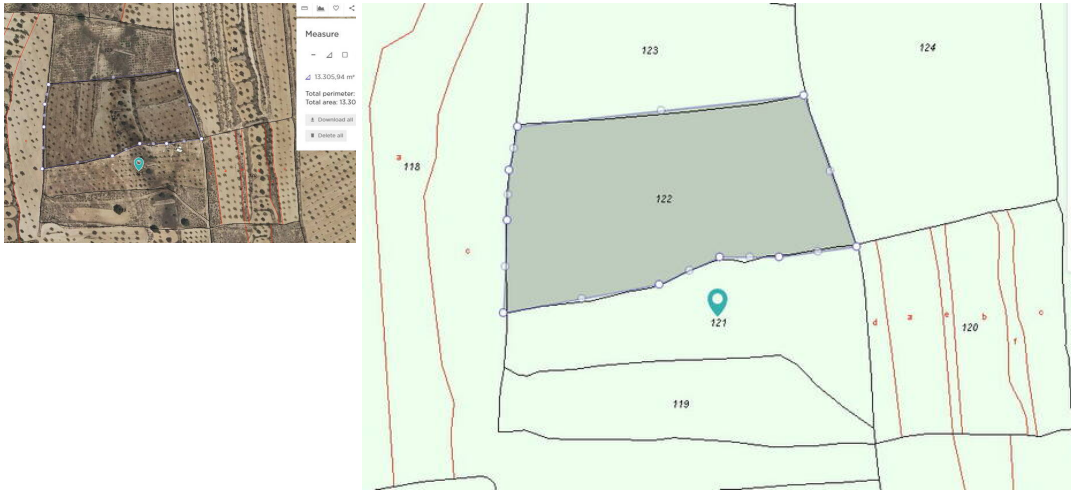 Measure
13.305,94 m²
Total perimeter:
Total area: 13.30
Download all
Delete all
123
124
a
118
122
c
121
d
a
e
b
120
f
c
119